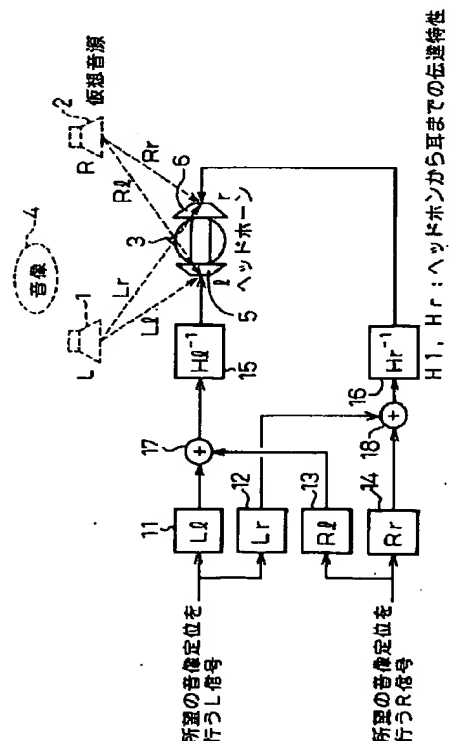 4
音像
1
L
2
R
仮想音源
Lr
Rℓ
Lℓ
Rr
3
6
ℓ
r
ヘッドホーン
5
所望の音像定位を
行うL信号
11
Lℓ
12
Lr
13
Rℓ
14
Rr
17
+
18
+
15
Hℓ⁻¹
16
Hr⁻¹
所望の音像定位を
行うR信号
Hl, Hr:ヘッドホンから耳までの伝達特性